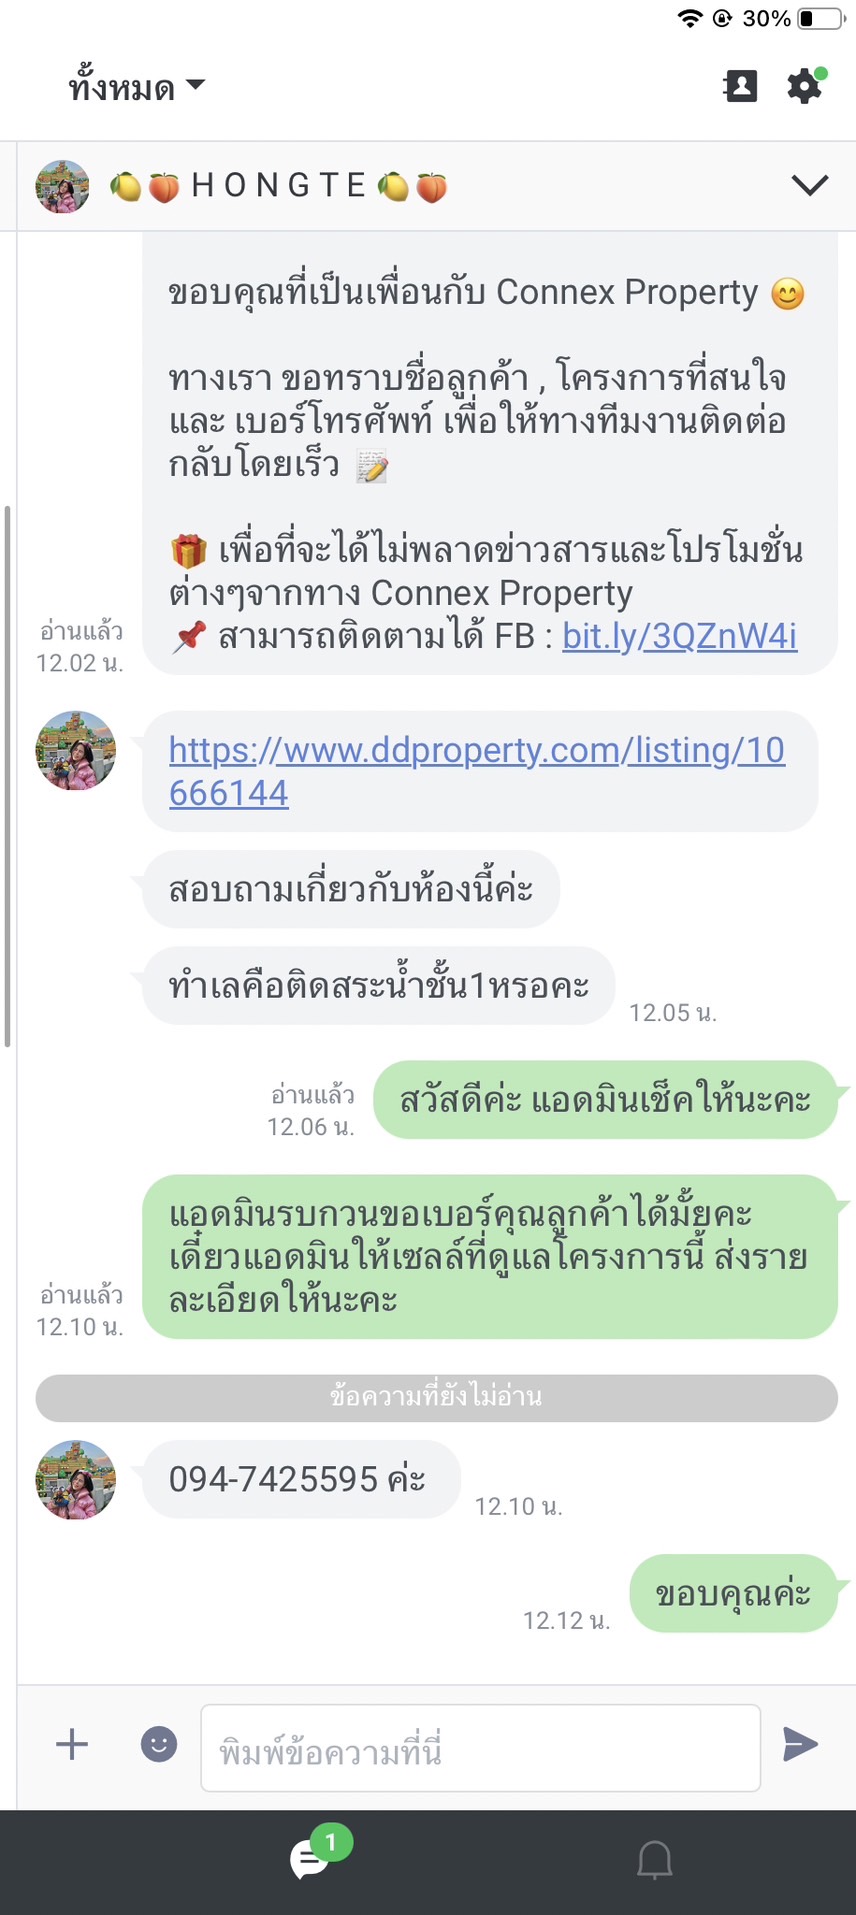 30%
ทั้งหมด
🍋🍑 H O N G T E 🍋🍑
ขอบคุณที่เป็นเพื่อนกับ Connex Property 😊
ทางเรา ขอทราบชื่อลูกค้า , โครงการที่สนใจ
และ เบอร์โทรศัพท์ เพื่อให้ทางทีมงานติดต่อ
กลับโดยเร็ว 📝
🎁 เพื่อที่จะได้ไม่พลาดข่าวสารและโปรโมชั่น
ต่างๆจากทาง Connex Property
📌 สามารถติดตามได้ FB : bit.ly/3QZnW4i
อ่านแล้ว
12.02 น.
https://www.ddproperty.com/listing/10
666144
สอบถามเกี่ยวกับห้องนี้ค่ะ
ทำเลคือติดสระน้ำชั้น1หรอคะ
12.05 น.
สวัสดีค่ะ แอดมินเช็คให้นะคะ
อ่านแล้ว
12.06 น.
แอดมินรบกวนขอเบอร์คุณลูกค้าได้มั้ยคะ
เดี๋ยวแอดมินให้เซลล์ที่ดูแลโครงการนี้ ส่งราย
ละเอียดให้นะคะ
อ่านแล้ว
12.10 น.
ข้อความที่ยังไม่อ่าน
094-7425595 ค่ะ
12.10 น.
ขอบคุณค่ะ
12.12 น.
พิมพ์ข้อความที่นี่
1